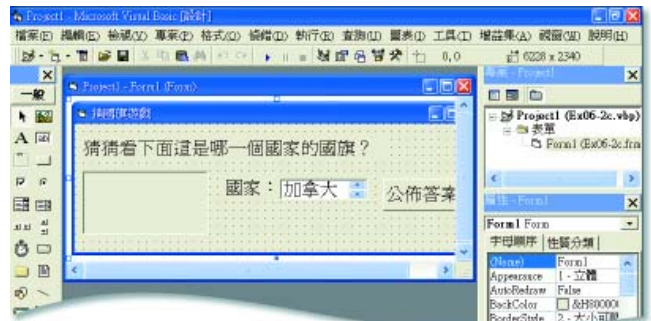 Project1 - Microsoft Visual Basic [設計]
檔案(F) 編輯(E) 檢視(V) 專案(P) 格式(O) 偵錯(D) 執行(R) 查詢(U) 圖表(I) 工具(T) 增益集(A) 視窗(W) 說明(H)
0,0 6228 x 2340
一般
Project1 - Form1 (Form)
猜國旗遊戲
猜猜看下面這是哪一個國家的國旗？
國家： 加拿大 公佈答案
專案 - Project1
Project1 (Ex06-2c.vbp)
表單
Form1 (Ex06-2c.frm
屬性 - Form1
Form1 Form
字母順序 性質分類
(Name) Form1
Appearance 1 - 立體
AutoRedraw False
BackColor &H80000
BorderStyle 2 - 大小可